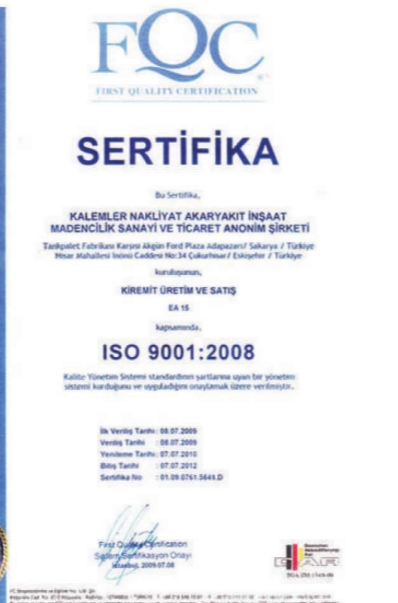 FQC
FIRST QUALITY CERTIFICATION
SERTİFİKA
Bu Sertifika,
KALEMLER NAKLİYAT AKARYAKIT İNŞAAT
MADENCİLİK SANAYİ VE TİCARET ANONİM ŞİRKETİ
Tankpalet Fabrikası Karşısı Akgün Ford Plaza Adapazarı/ Sakarya / Türkiye
Hisar Mahallesi İnönü Caddesi No:34 Çukurhisar/ Eskişehir / Türkiye
kuruluşunun,
KİREMİT ÜRETİM VE SATIŞ
EA 15
kapsamında,
ISO 9001:2008
Kalite Yönetim Sistemi standardının şartlarına uyan bir yönetim
sistemi kurduğunu ve uyguladığını onaylamak üzere verilmiştir..
İlk Veriliş Tarihi : 08.07.2009
Veriliş Tarihi : 08.07.2009
Yenileme Tarihi : 07.07.2010
Bitiş Tarihi : 07.07.2012
Sertifika No : 01.09.0761.5644.D
First Quality Certification
Sistem Sertifikasyon Onayı
İstanbul, 2009.07.08
Deutscher
Akkreditierungs
Rat
DAR